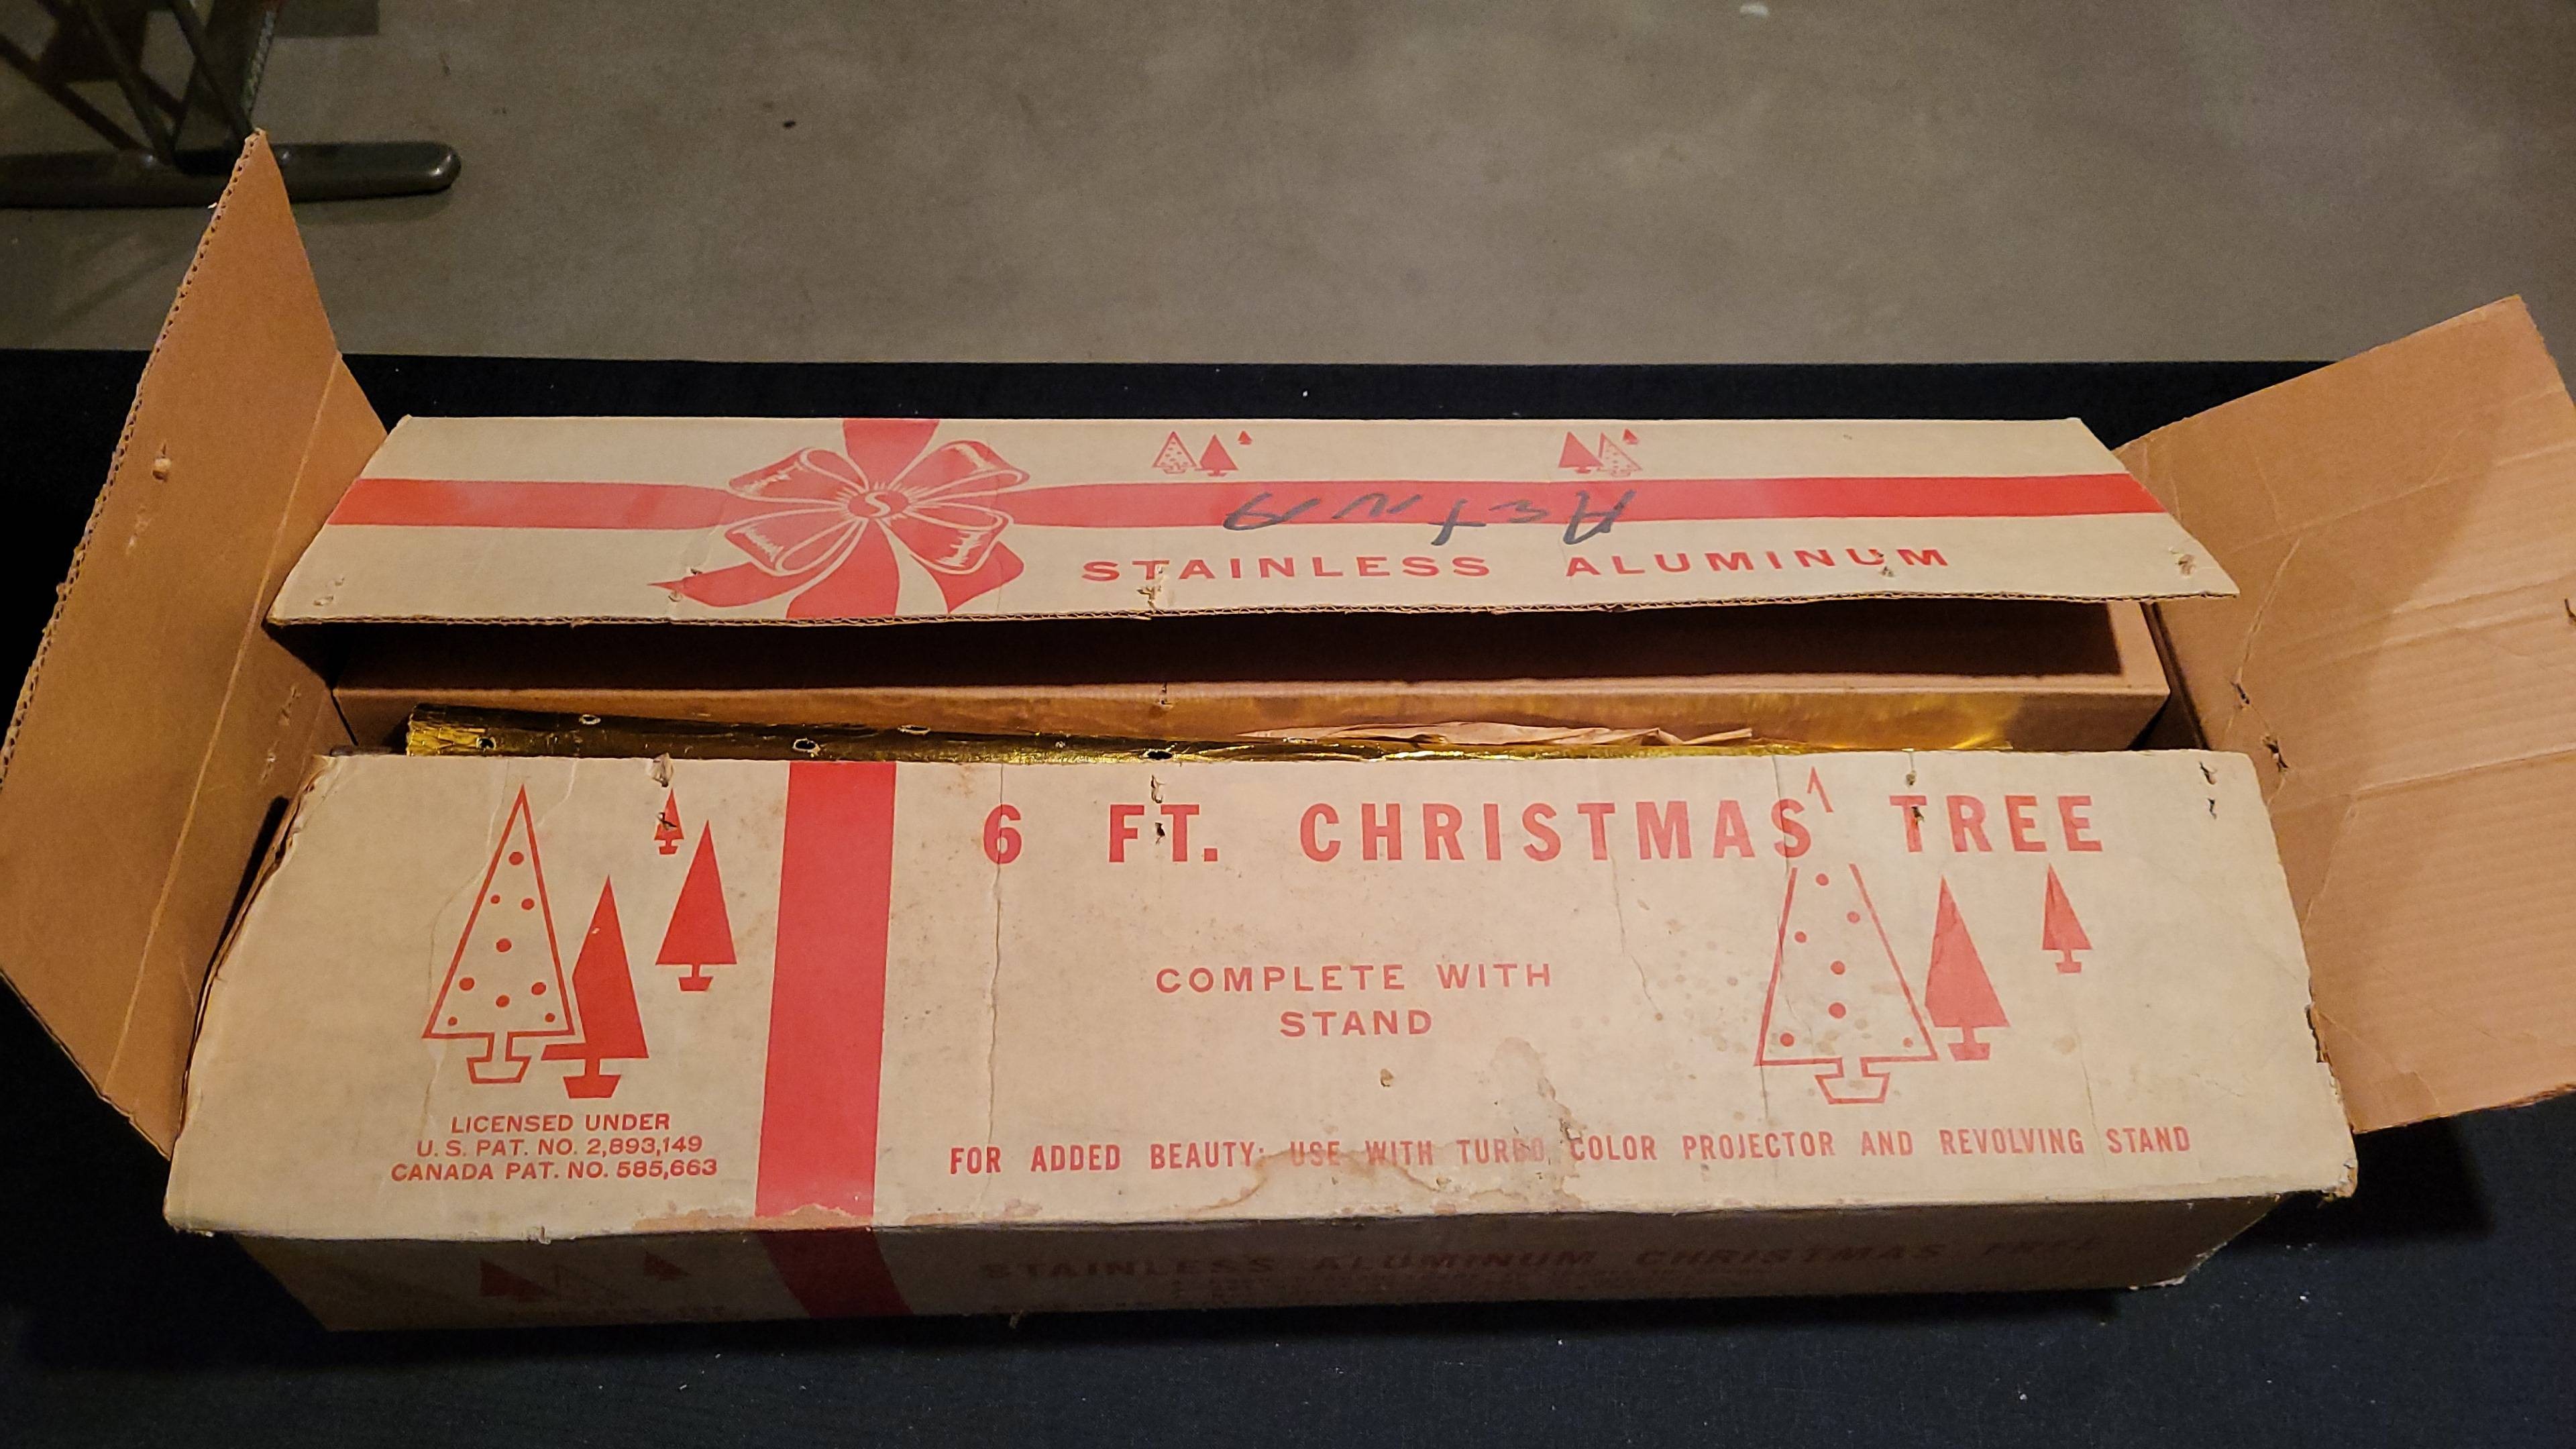 STAINLESS ALUMINUM
6 FT. CHRISTMAS TREE
COMPLETE WITH
STAND
LICENSED UNDER
U. S. PAT. NO. 2,893,149
CANADA PAT. NO. 585,663
FOR ADDED BEAUTY; USE WITH TURBO COLOR PROJECTOR AND REVOLVING STAND
STAINLESS ALUMINUM CHRISTMAS TREE